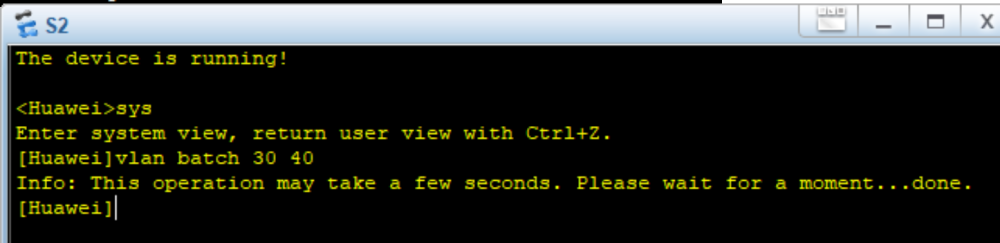 S2
The device is running!
<Huawei>sys
Enter system view, return user view with Ctrl+Z.
[Huawei]vlan batch 30 40
Info: This operation may take a few seconds. Please wait for a moment...done.
[Huawei]